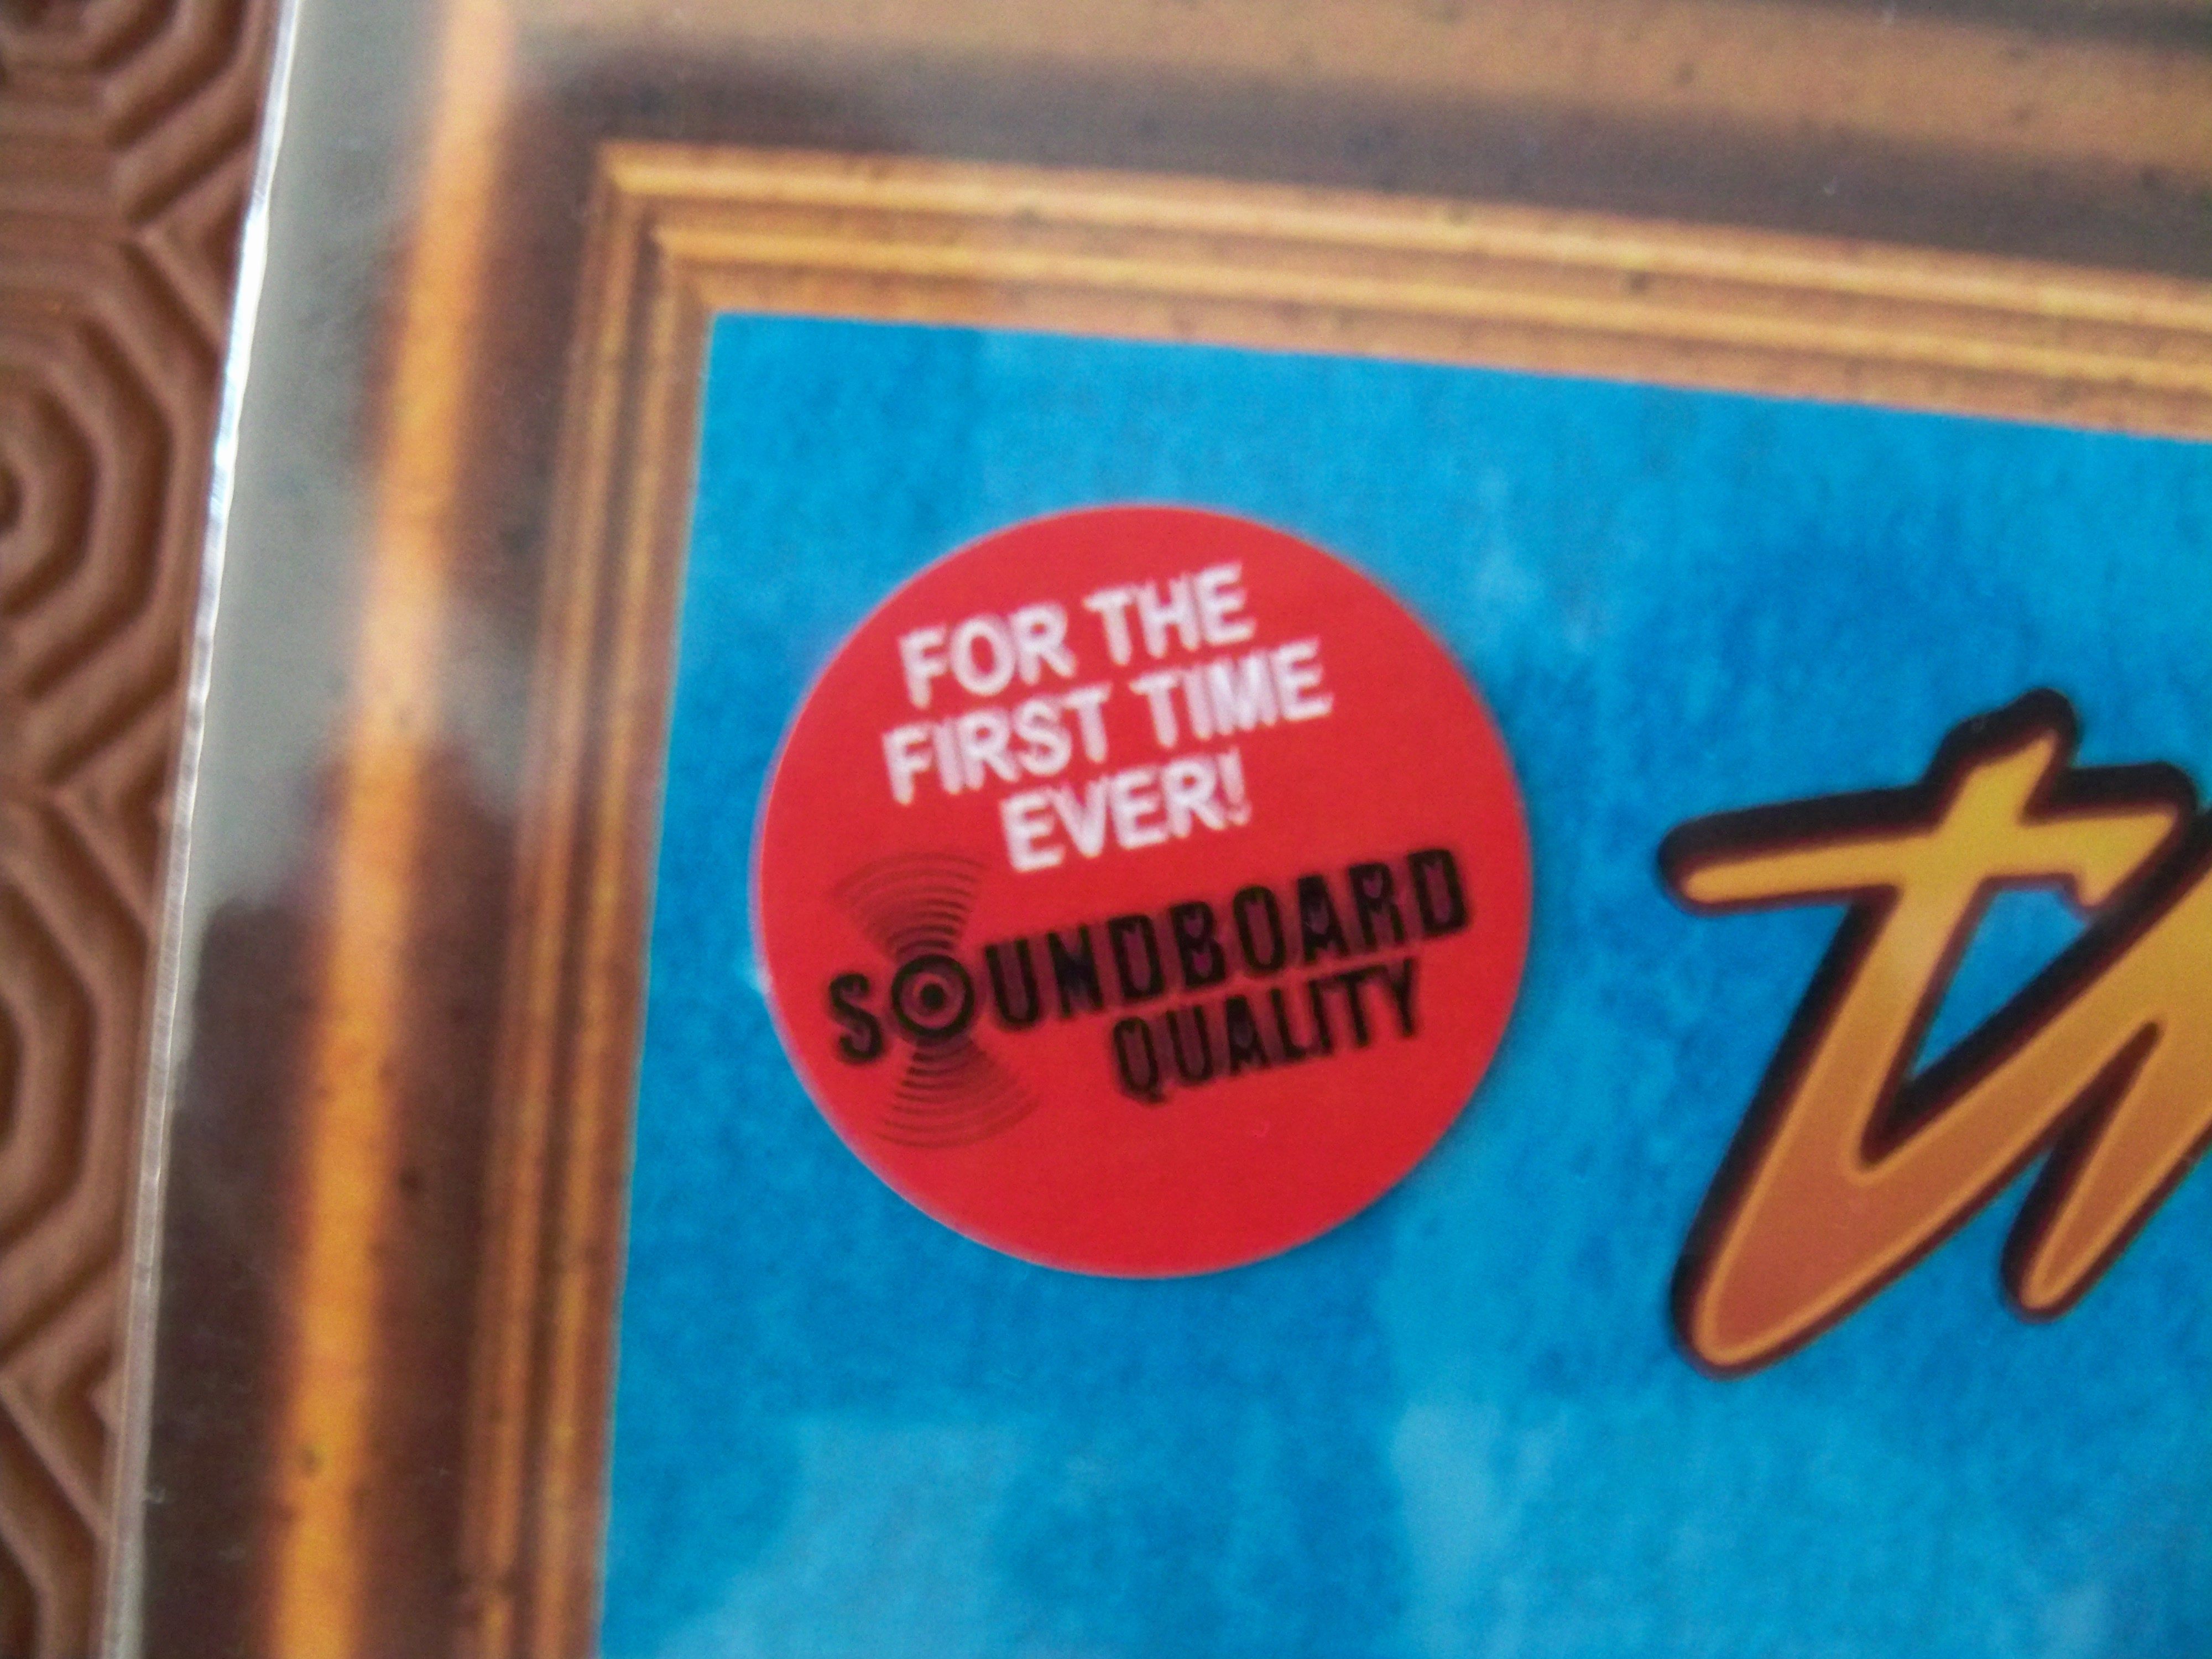 FOR THE
FIRST TIME
EVER!
SOUNDBOARD
QUALITY